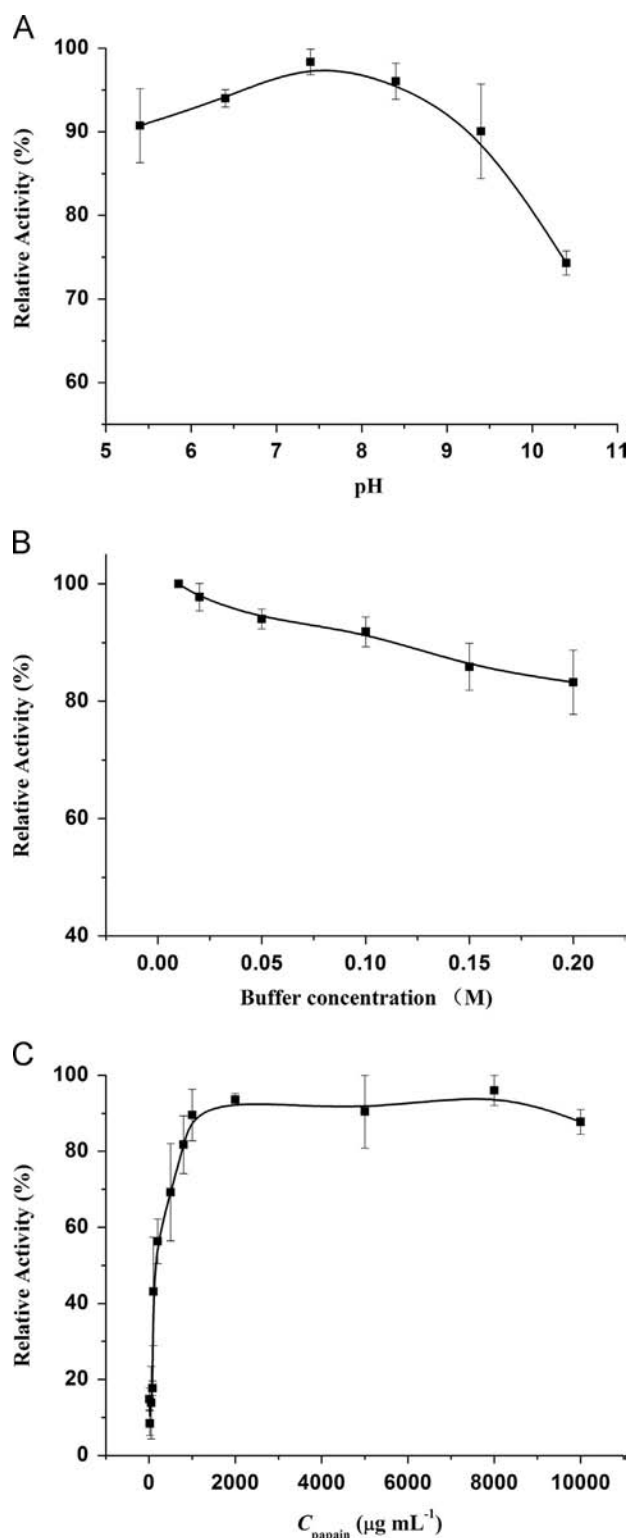 A
100
90
80
70
60
Relative Activity (%)
5 6 7 8 9 10 11
pH
B
100
80
60
40
Relative Activity (%)
0.00 0.05 0.10 0.15 0.20
Buffer concentration （M)
C
100
80
60
40
20
0
Relative Activity (%)
0 2000 4000 6000 8000 10000
C papain (μg mL⁻¹)